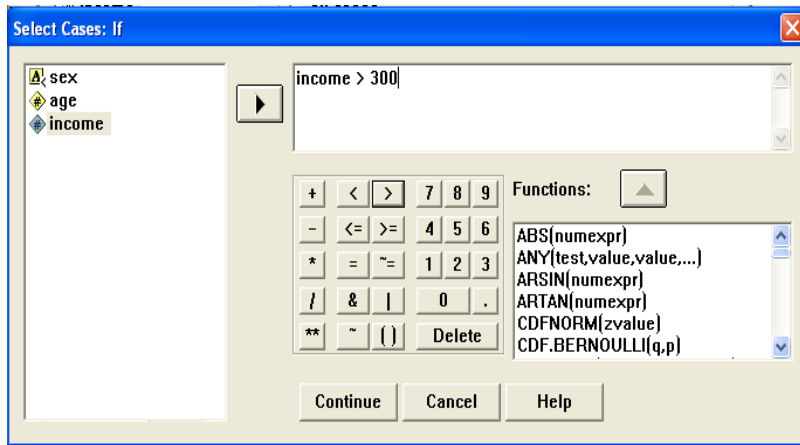 Select Cases: If
sex
age
income
income > 300
+ < > 7 8 9
- <= >= 4 5 6
* = ~= 1 2 3
/ & | 0 .
** ~ () Delete
Functions:
ABS(numexpr)
ANY(test,value,value,...)
ARSIN(numexpr)
ARTAN(numexpr)
CDFNORM(zvalue)
CDF.BERNOULLI(q,p)
Continue Cancel Help